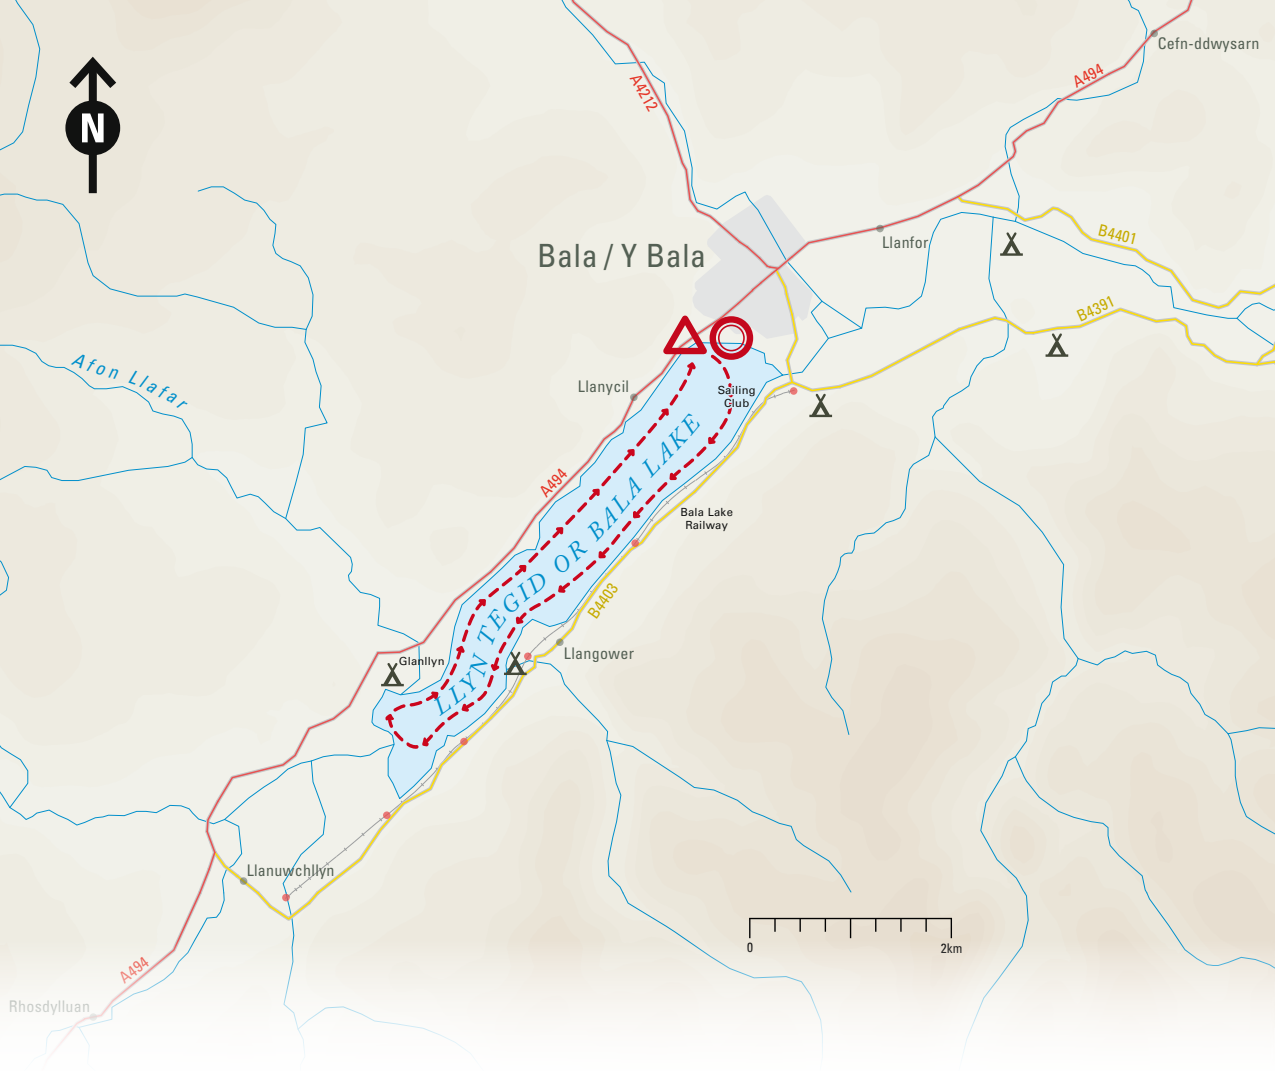 Cefn-ddwysarn
A4212
A494
N
Llanfor
B4401
Bala / Y Bala
B4391
Afon Llafar
Llanycil
Sailing
Club
A494
Bala Lake
Railway
LLYN TEGID OR BALA LAKE
B4403
Llangower
Glanllyn
Llanuwchllyn
0
2km
A494
Rhosdylluan